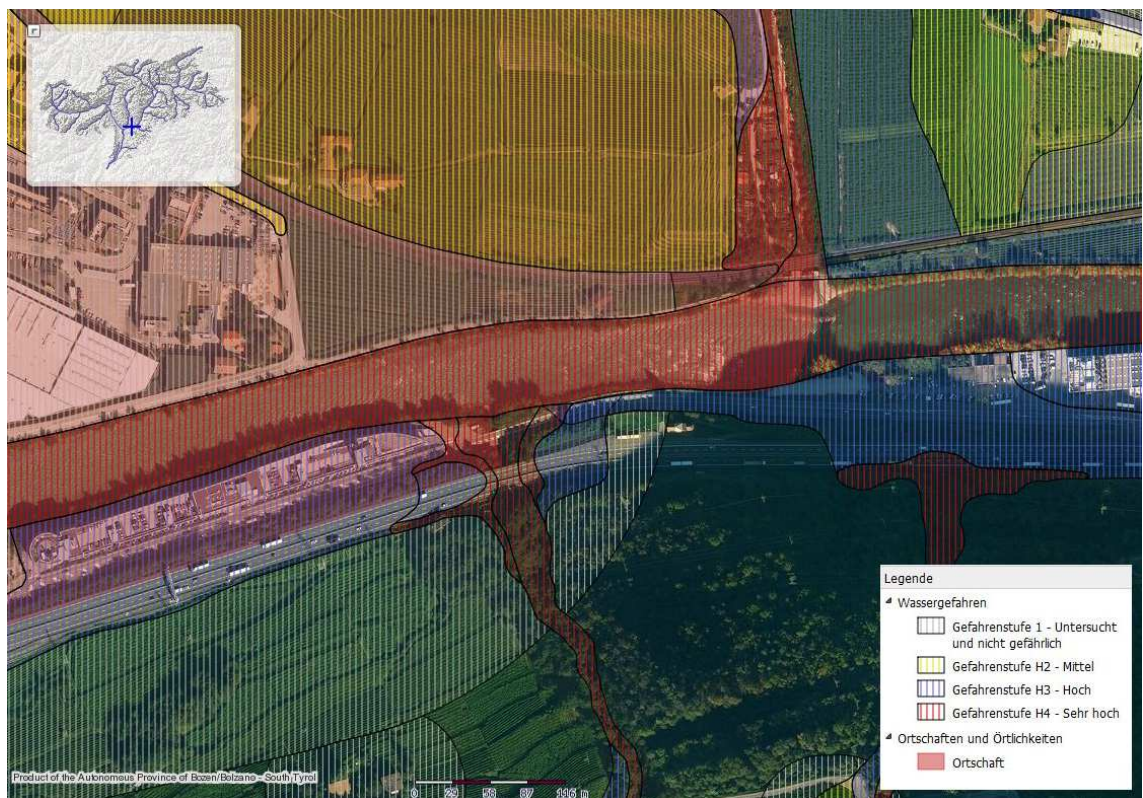 Legende
Wassergefahren
Gefahrenstufe 1 - Untersucht
und nicht gefährlich
Gefahrenstufe H2 - Mittel
Gefahrenstufe H3 - Hoch
Gefahrenstufe H4 - Sehr hoch
Ortschaften und Örtlichkeiten
Ortschaft
Product of the Autonomous Province of Bozen/Bolzano - South Tyrol
0 29 58 87 116 m